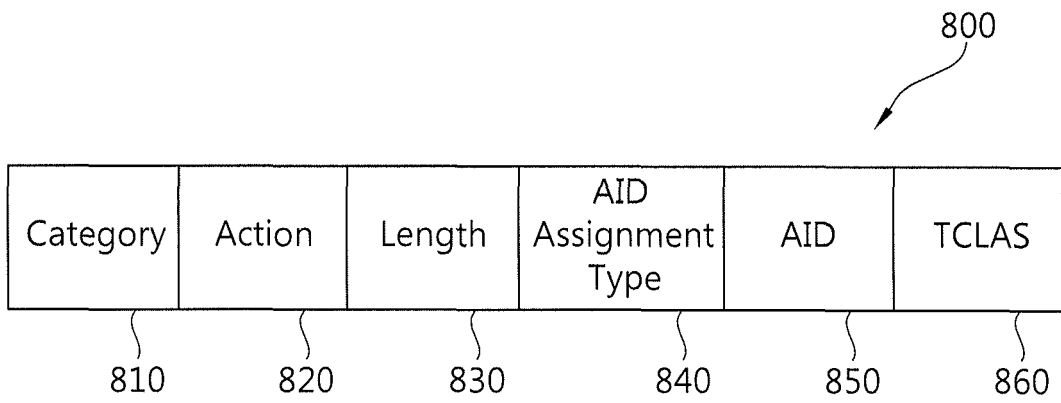 800
Category
Action
Length
AID
Assignment
Type
AID
TCLAS
810
820
830
840
850
860